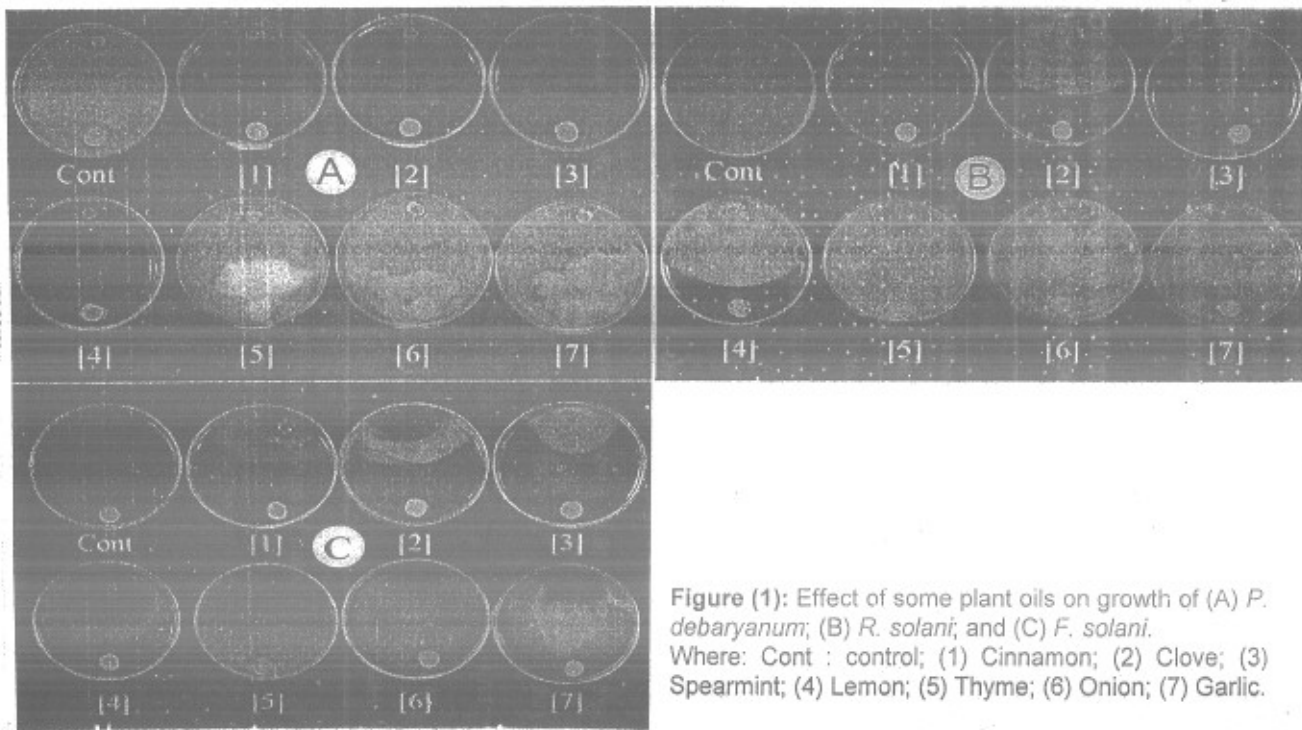 Cont [1] [2] [3]
A
[4] [5] [6] [7]
Cont [1] [2] [3]
B
[4] [5] [6] [7]
Cont [1] [2] [3]
C
[4] [5] [6] [7]
Figure (1): Effect of some plant oils on growth of (A) P.
debaryanum; (B) R. solani; and (C) F. solani.
Where: Cont : control; (1) Cinnamon; (2) Clove; (3)
Spearmint; (4) Lemon; (5) Thyme; (6) Onion; (7) Garlic.